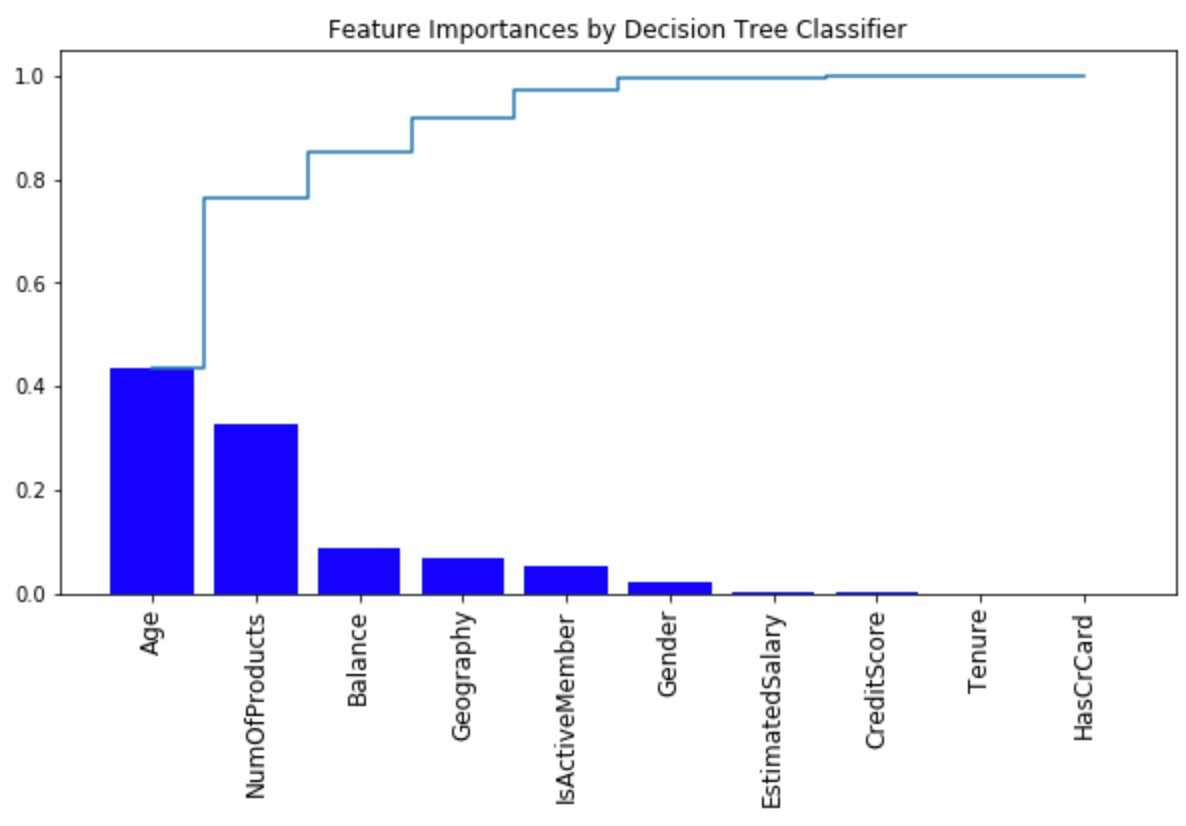 Feature Importances by Decision Tree Classifier
1.0
0.8
0.6
0.4
0.2
0.0
Age
NumOfProducts
Balance
Geography
IsActiveMember
Gender
EstimatedSalary
CreditScore
Tenure
HasCrCard